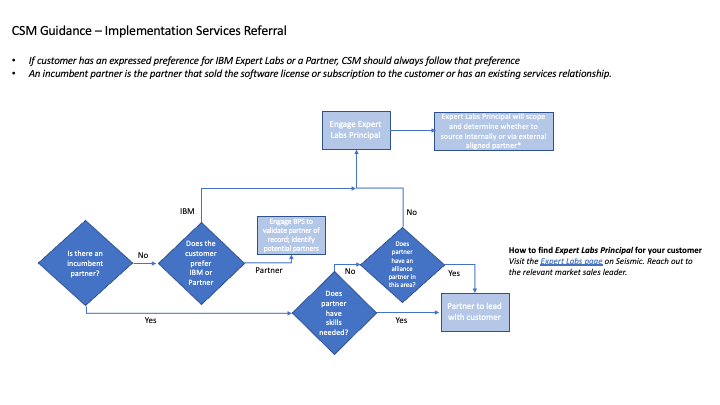 CSM Guidance – Implementation Services Referral
• If customer has an expressed preference for IBM Expert Labs or a Partner, CSM should always follow that preference
• An incumbent partner is the partner that sold the software license or subscription to the customer or has an existing services relationship.
Engage Expert
Labs Principal
Expert Labs Principal will scope
and determine whether to
source internally or via external
aligned partner*
IBM
No
Engage BPS to
validate partner of
record; identify
potential partners
Is there an
incumbent
partner?
No
Does the
customer
prefer
IBM or
Partner
Partner
Does
partner
have an
alliance
partner in
this area?
No
Yes
How to find Expert Labs Principal for your customer
Visit the Expert Labs page on Seismic. Reach out to
the relevant market sales leader.
Does
partner
have
skills
needed?
Partner to lead
with customer
Yes
Yes